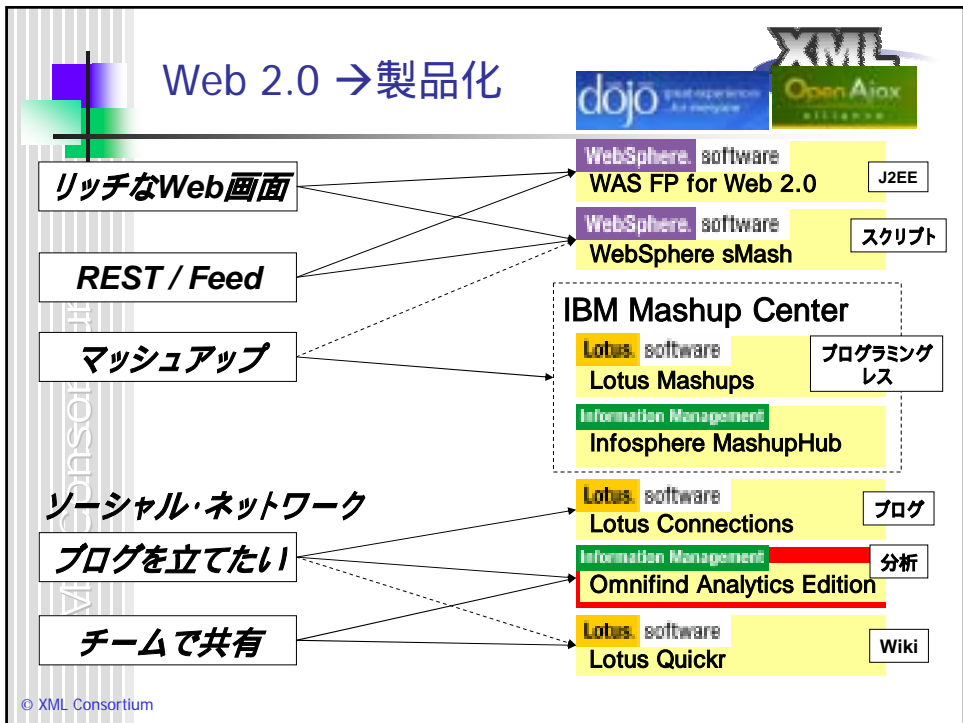 Web 2.0 →製品化
XML
dojo great experiences
...for everyone
OpenAjax
alliance
リッチなWeb画面
REST / Feed
マッシュアップ
ソーシャル・ネットワーク
ブログを立てたい
チームで共有
WebSphere. software
WAS FP for Web 2.0
J2EE
WebSphere. software
WebSphere sMash
スクリプト
IBM Mashup Center
Lotus. software
Lotus Mashups
プログラミング
レス
Information Management
Infosphere MashupHub
Lotus. software
Lotus Connections
ブログ
Information Management
Omnifind Analytics Edition
分析
Lotus. software
Lotus Quickr
Wiki
© XML Consortium